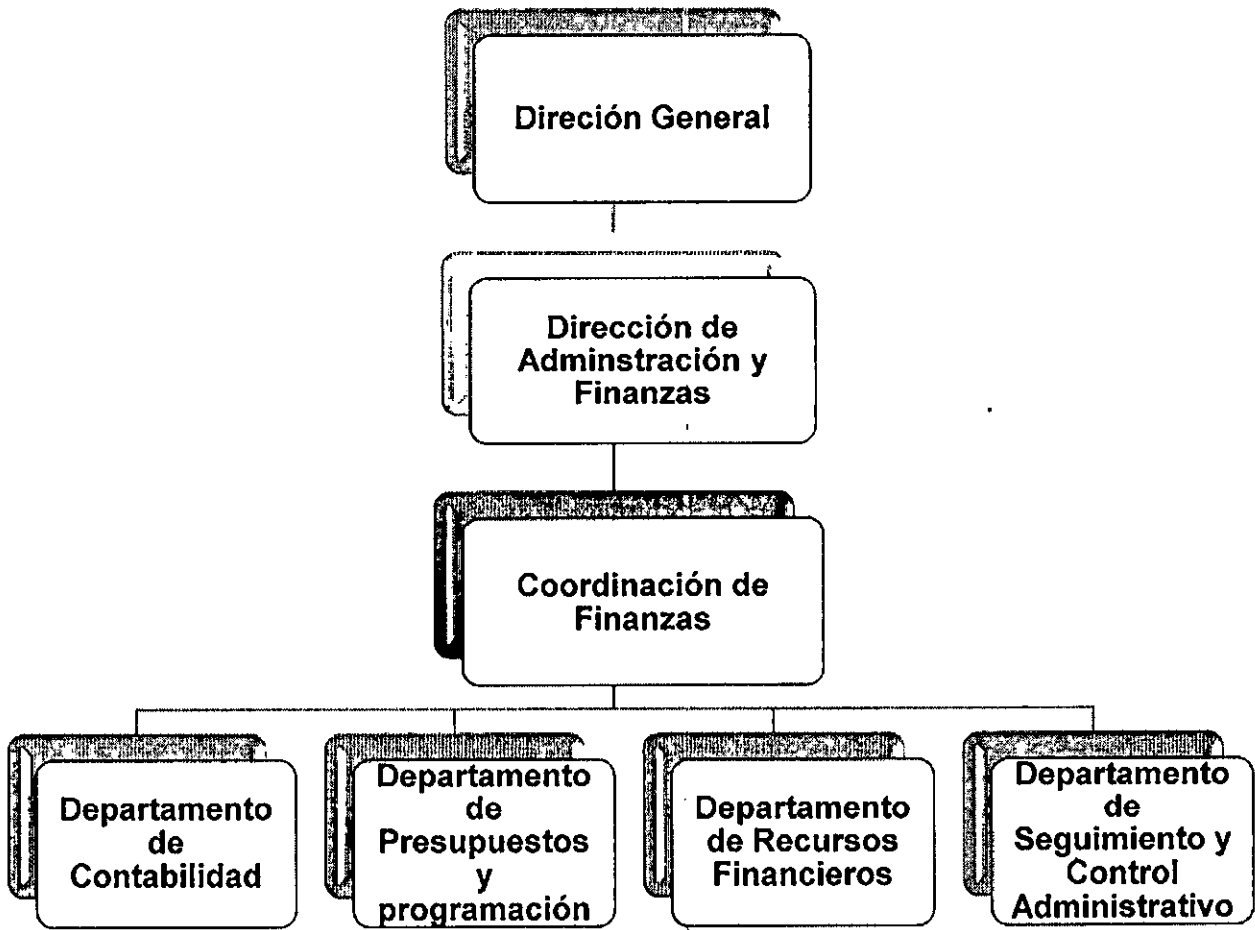 Direción General
Dirección de
Adminstración y
Finanzas
Coordinación de
Finanzas
Departamento
de
Contabilidad
Departamento
de
Presupuestos
y
programación
Departamento
de Recursos
Financieros
Departamento
de
Seguimiento y
Control
Administrativo